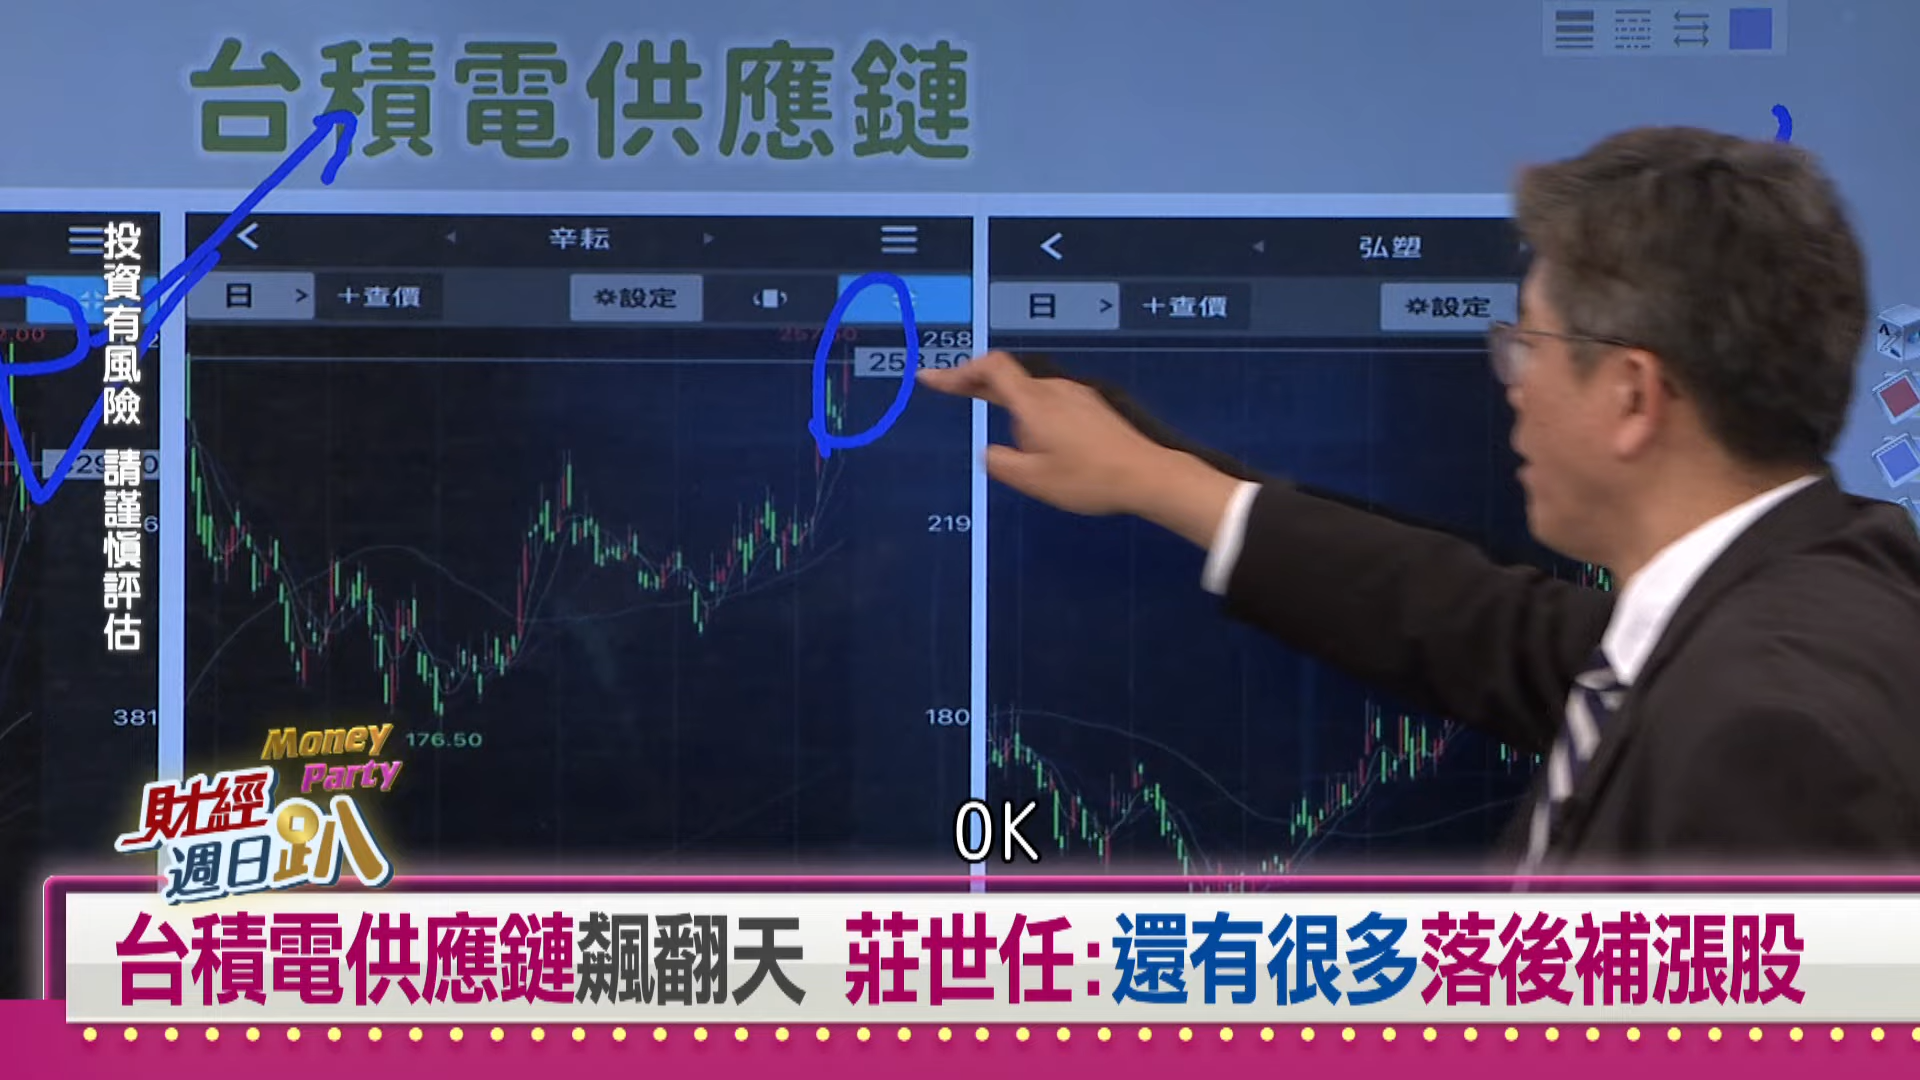 台積電供應鏈
投資有風險 請謹慎評估
381
辛耘
日 > +查價 設定
258
253.50
219
180
176.50
弘塑
日 > +查價 設定
Money
Party
財經
週日趴
OK
台積電供應鏈飆翻天 莊世任:還有很多落後補漲股